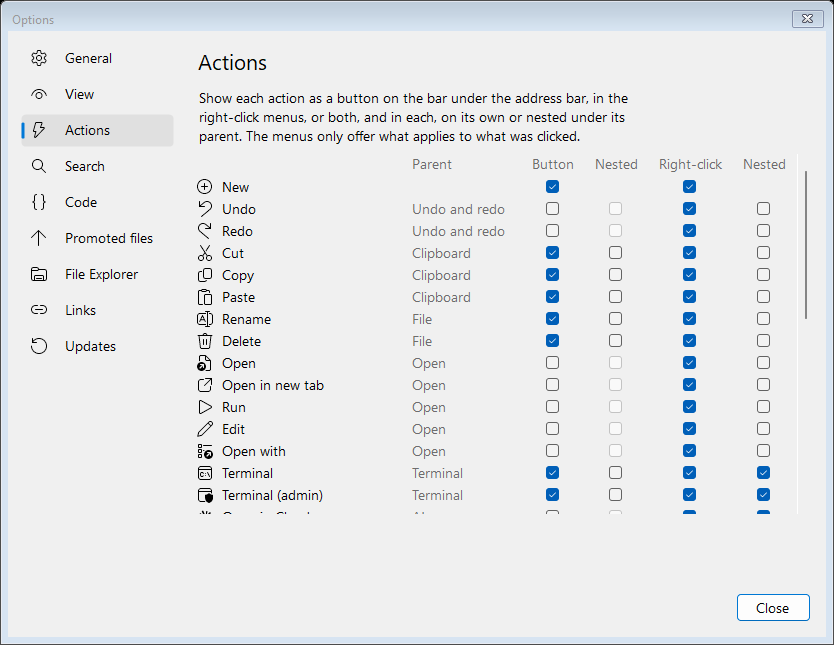 Options
General
View
Actions
Search
Code
Promoted files
File Explorer
Links
Updates
Actions
Show each action as a button on the bar under the address bar, in the
right-click menus, or both, and in each, on its own or nested under its
parent. The menus only offer what applies to what was clicked.
Parent Button Nested Right-click Nested
New
Undo Undo and redo
Redo Undo and redo
Cut Clipboard
Copy Clipboard
Paste Clipboard
Rename File
Delete File
Open Open
Open in new tab Open
Run Open
Edit Open
Open with Open
Terminal Terminal
Terminal (admin) Terminal
Close